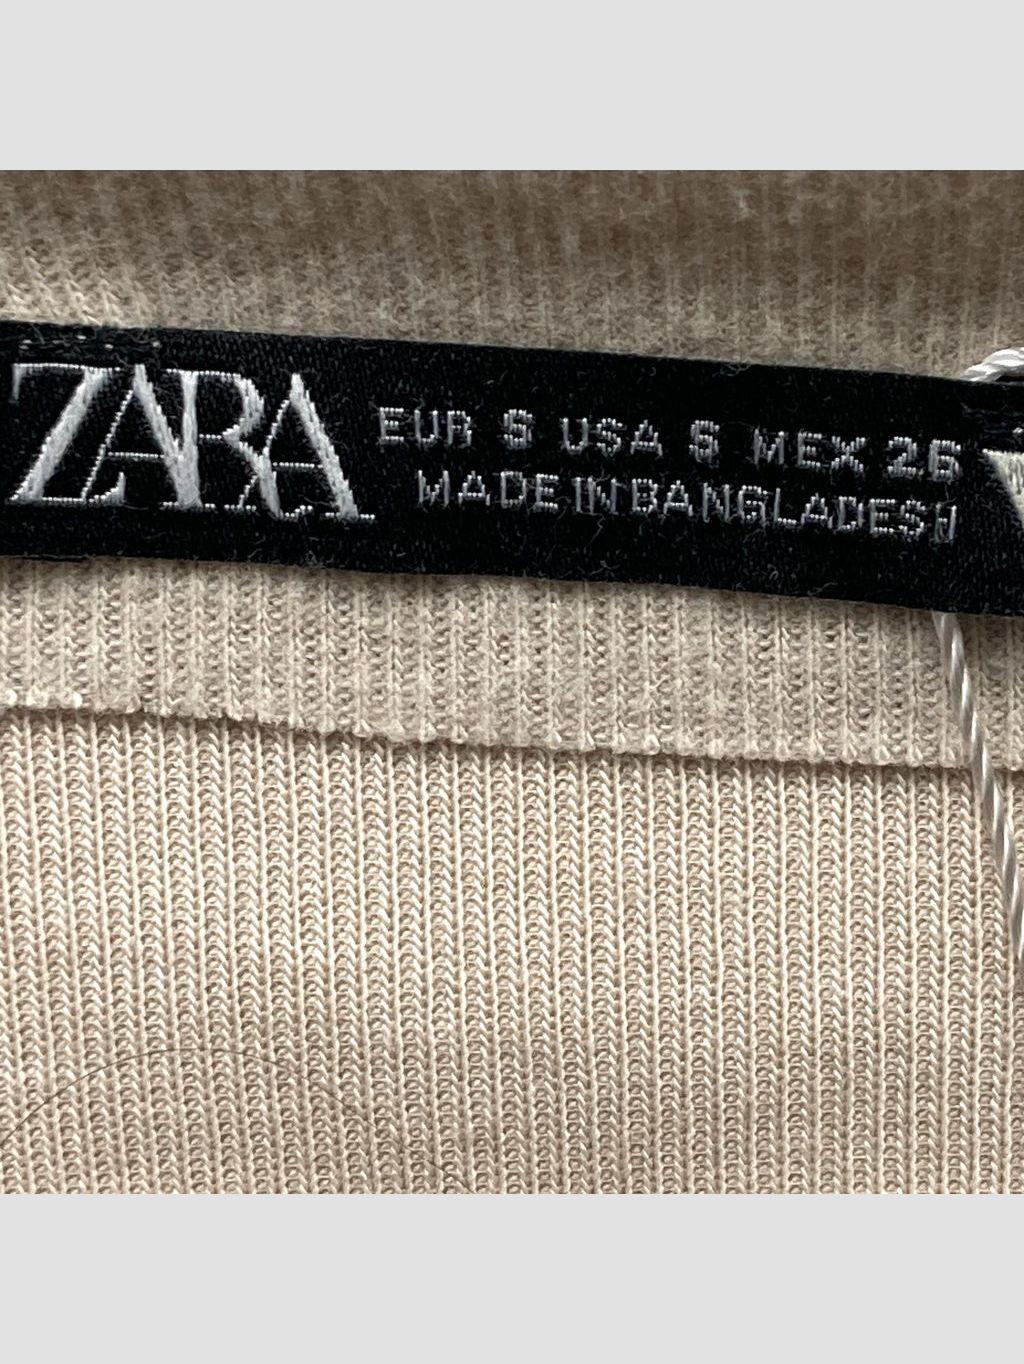 ZARA
EUR S USA S MEX 26
MADE IN BANGLADESH